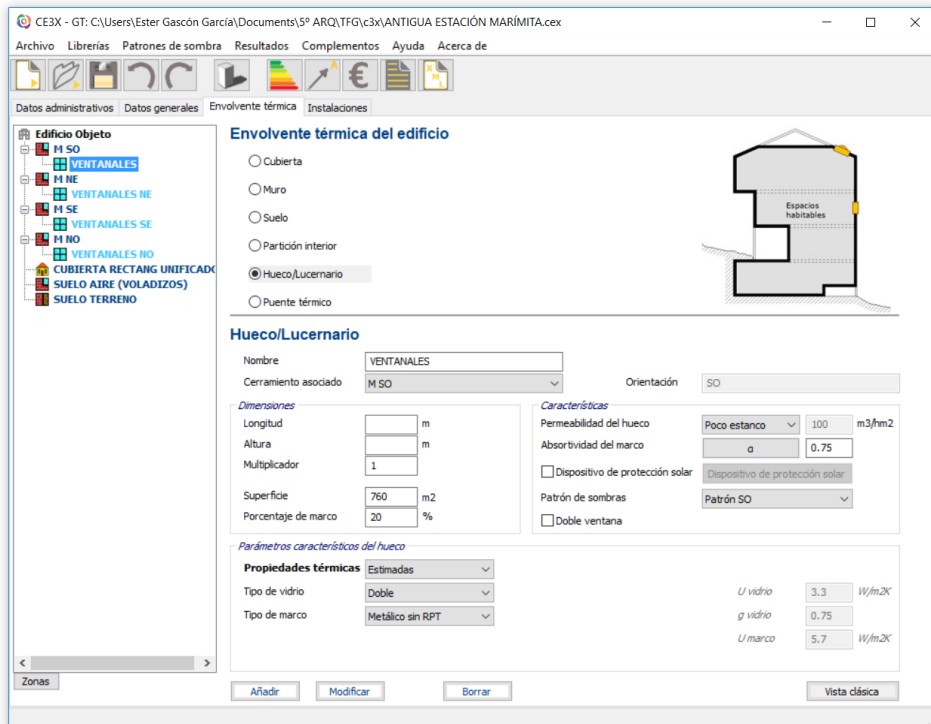 CE3X - GT: C:\Users\Ester Gascón García\Documents\5º ARQ\TFG\c3x\ANTIGUA ESTACIÓN MARÍMITA.cex
Archivo Librerías Patrones de sombra Resultados Complementos Ayuda Acerca de
A € X M L
Datos administrativos Datos generales Envolvente térmica Instalaciones
Edificio Objeto
M SO
VENTANALES
M NE
VENTANALES NE
M SE
VENTANALES SE
M NO
VENTANALES NO
CUBIERTA RECTANG UNIFICADO
SUELO AIRE (VOLADIZOS)
SUELO TERRENO
Zonas
Envolvente térmica del edificio
Cubierta
Muro
Suelo
Partición interior
Hueco/Lucernario
Puente térmico
Espacios
habitables
Hueco/Lucernario
Nombre VENTANALES
Cerramiento asociado M SO Orientación SO
Dimensiones
Longitud m
Altura m
Multiplicador 1
Superficie 760 m2
Porcentaje de marco 20 %
Características
Permeabilidad del hueco Poco estanco 100 m3/hm2
Absortividad del marco α 0.75
Dispositivo de protección solar Dispositivo de protección solar
Patrón de sombras Patrón SO
Doble ventana
Parámetros característicos del hueco
Propiedades térmicas Estimadas
Tipo de vidrio Doble U vidrio 3.3 W/m2K
Tipo de marco Metálico sin RPT g vidrio 0.75
U marco 5.7 W/m2K
Añadir Modificar Borrar Vista clásica